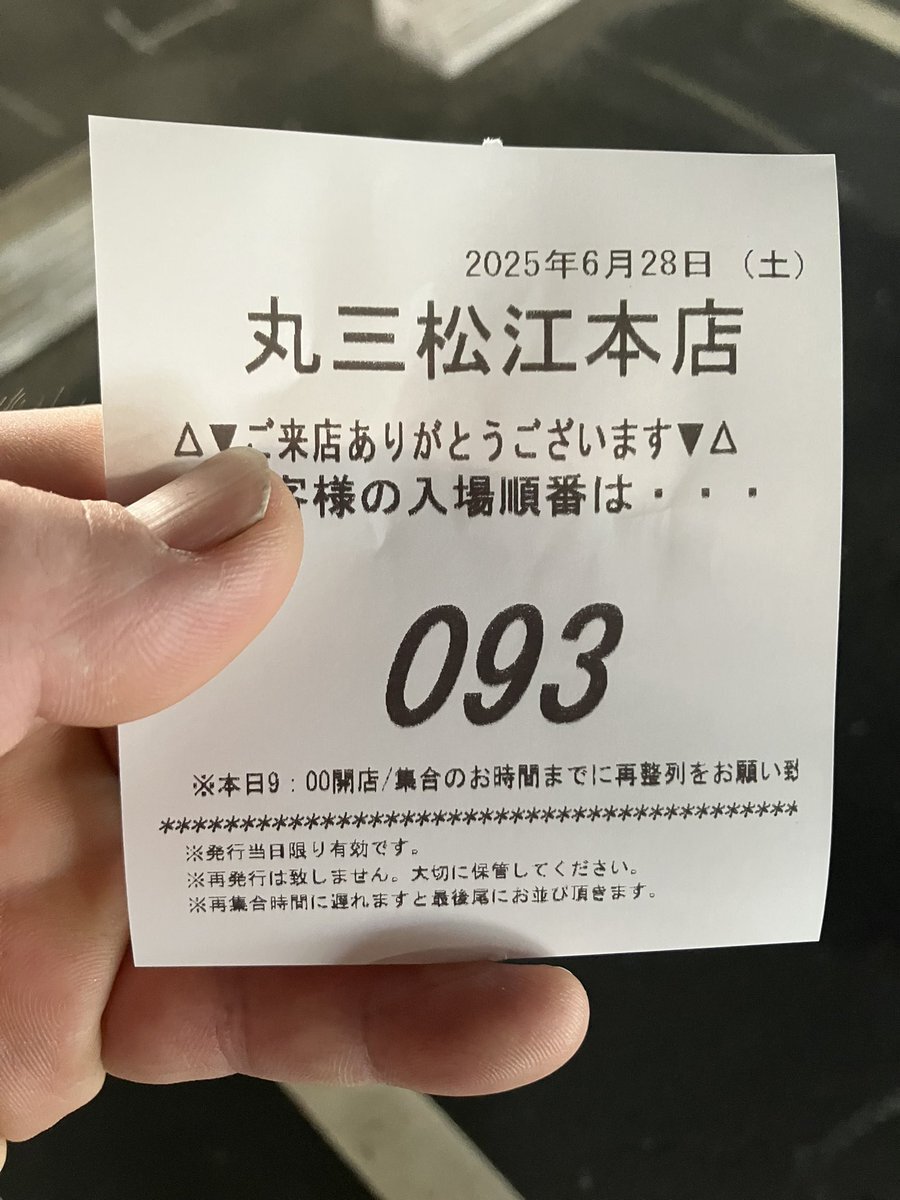 2025年6月28日 （土）
丸三松江本店
△▼ご来店ありがとうございます▼△
客様の入場順番は・・・
093
※本日9：00開店/集合のお時間までに再整列をお願い致
****************************************
※発行当日限り有効です。
※再発行は致しません。大切に保管してください。
※再集合時間に遅れますと最後尾にお並び頂きます。